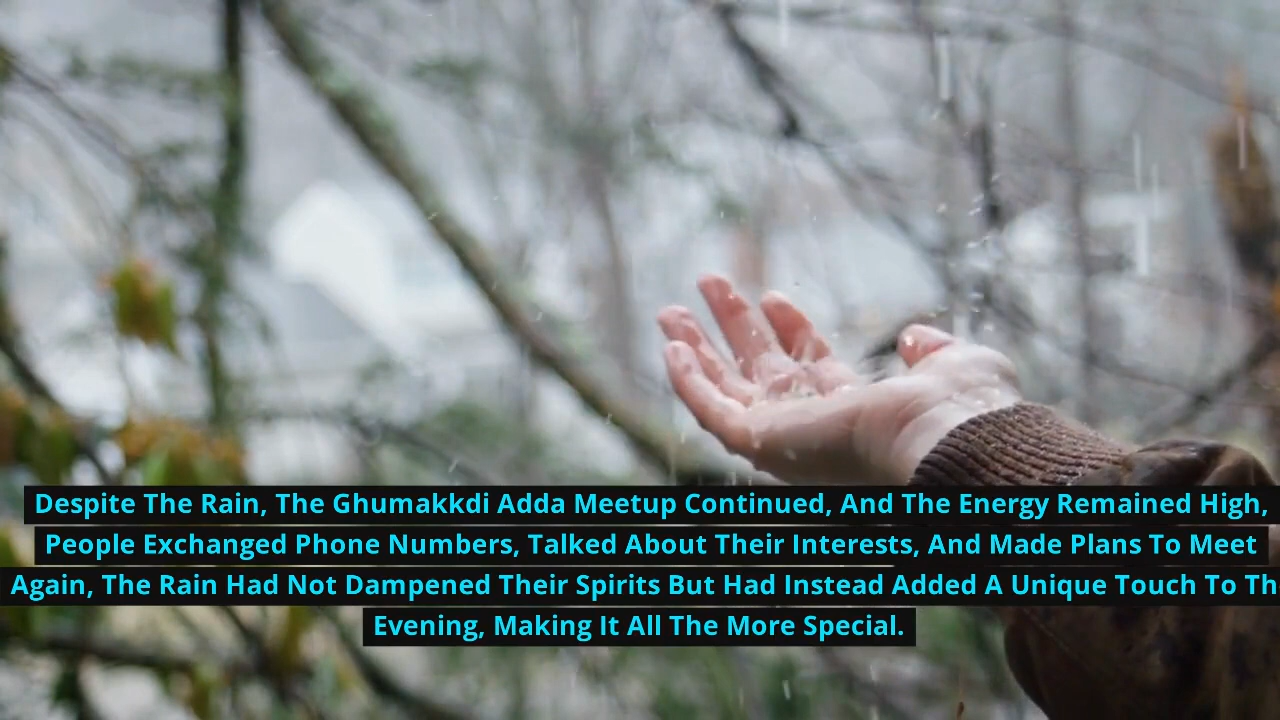 Despite The Rain, The Ghumakkdi Adda Meetup Continued, And The Energy Remained High,
People Exchanged Phone Numbers, Talked About Their Interests, And Made Plans To Meet
Again, The Rain Had Not Dampened Their Spirits But Had Instead Added A Unique Touch To Th
Evening, Making It All The More Special.